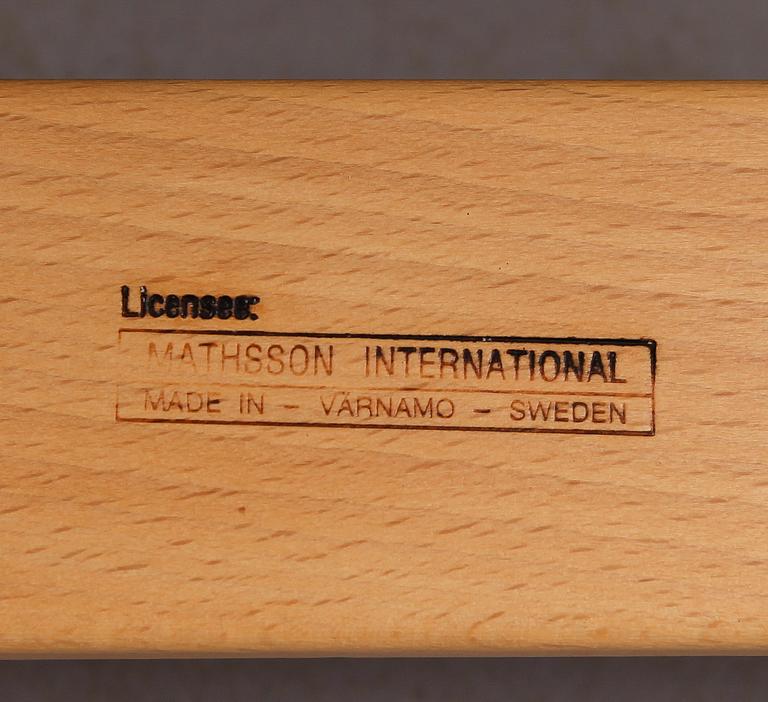 Licensee:
MATHSSON INTERNATIONAL
MADE IN – VÄRNAMO – SWEDEN